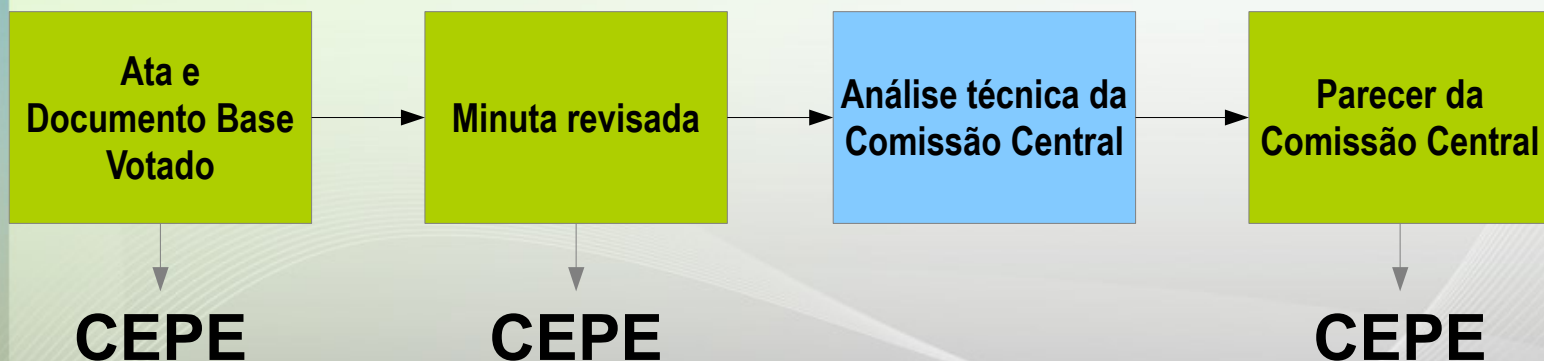 Ata e
Documento Base
Votado
Minuta revisada
Análise técnica da
Comissão Central
Parecer da
Comissão Central
CEPE
CEPE
CEPE